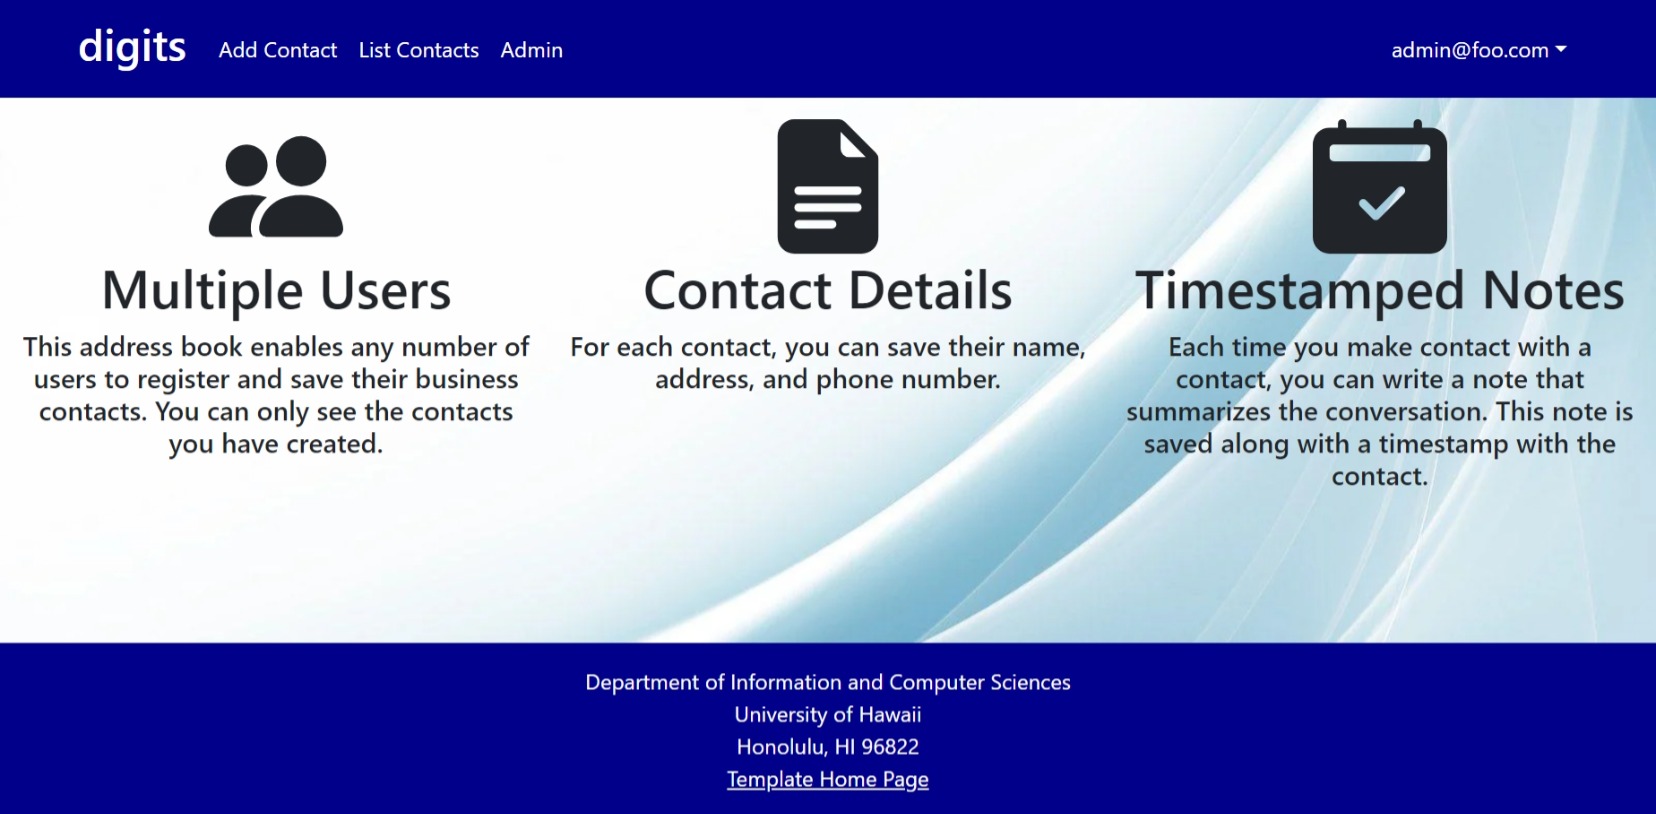 digits
Add Contact
List Contacts
Admin
admin@foo.com
Multiple Users
This address book enables any number of
users to register and save their business
contacts. You can only see the contacts
you have created.
Contact Details
For each contact, you can save their name,
address, and phone number.
Timestamped Notes
Each time you make contact with a
contact, you can write a note that
summarizes the conversation. This note is
saved along with a timestamp with the
contact.
Department of Information and Computer Sciences
University of Hawaii
Honolulu, HI 96822
Template Home Page